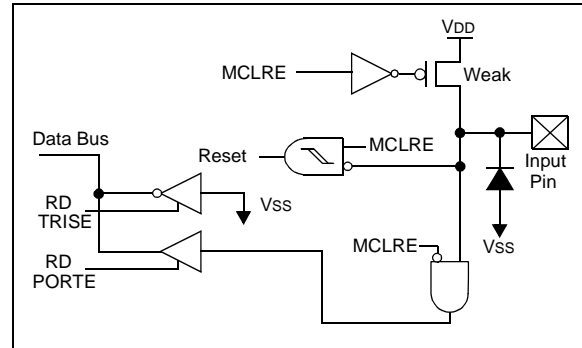 VDD
MCLRE
Weak
Data Bus
Reset
MCLRE
Input
Pin
RD
TRISE
VSS
VSS
MCLRE
RD
PORTE